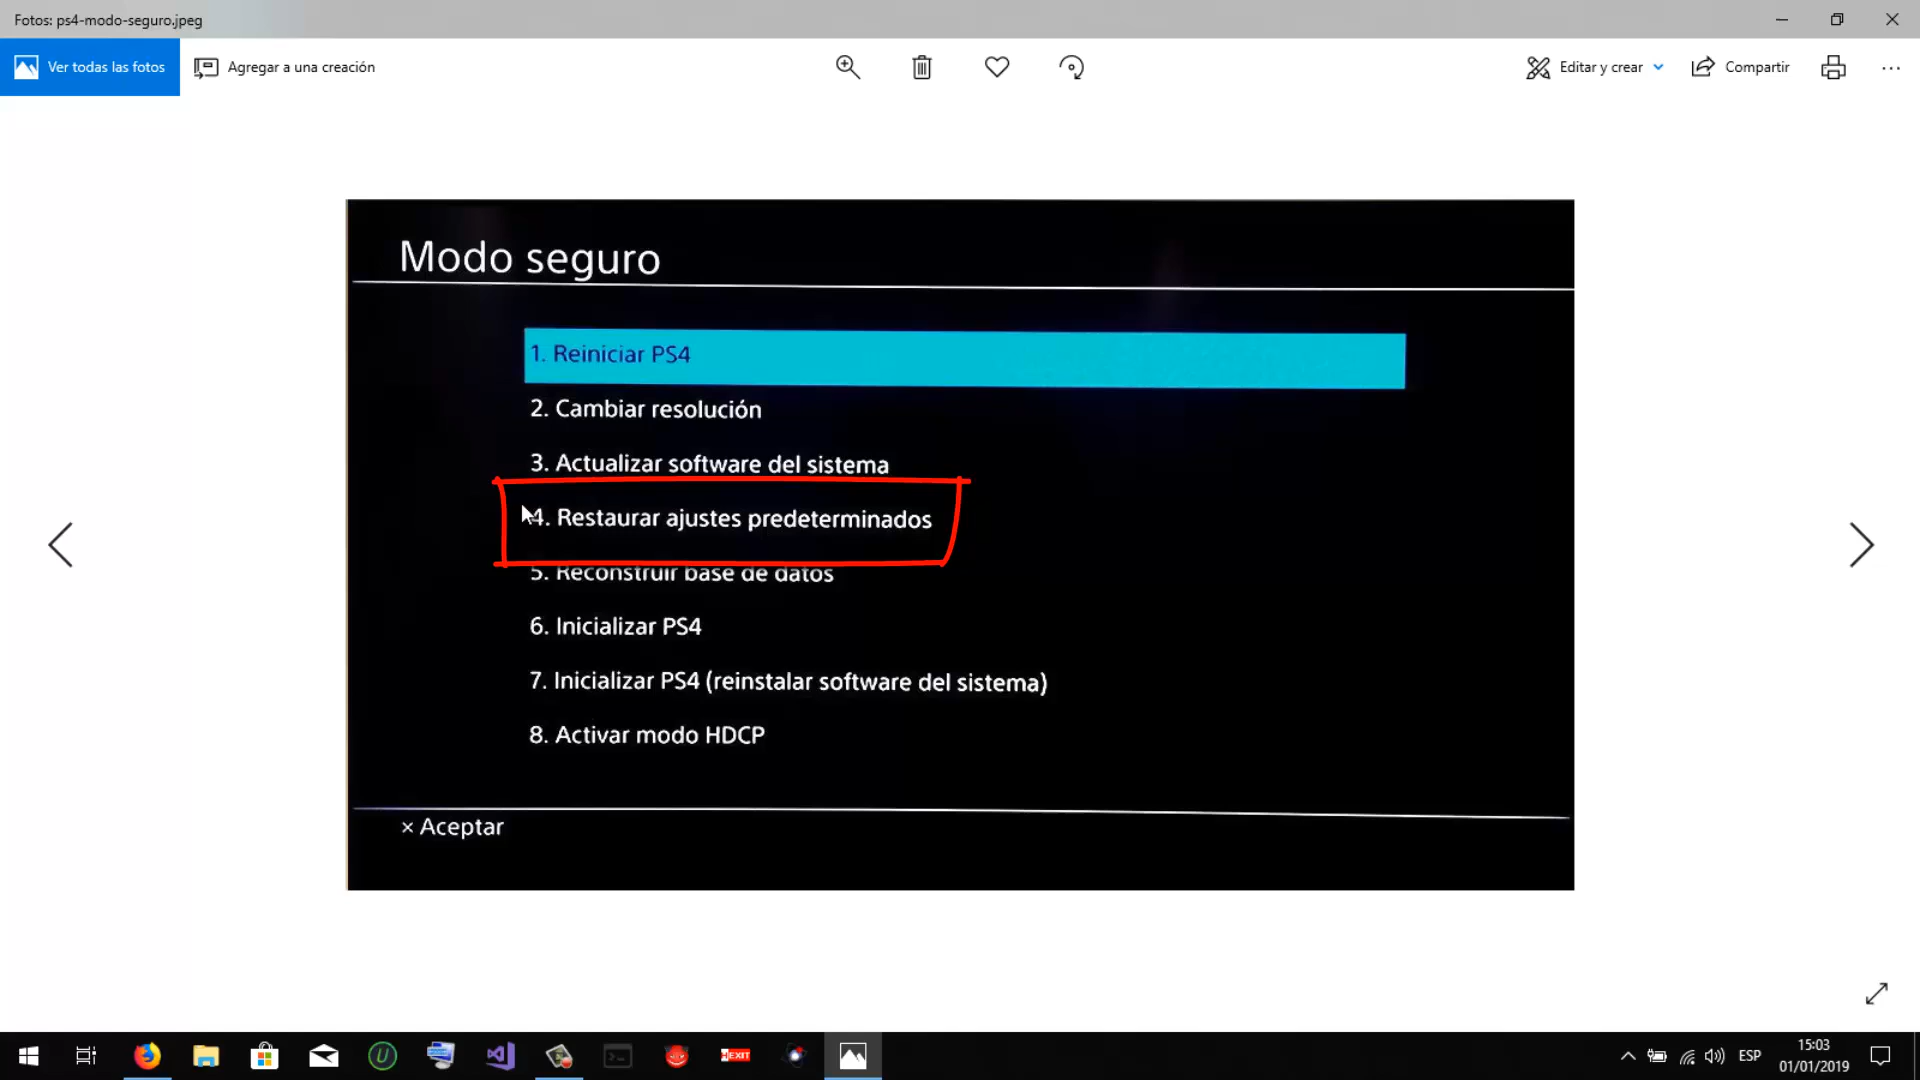 Fotos: ps4-modo-seguro.jpeg
Ver todas las fotos
Agregar a una creación
Editar y crear
Compartir
Modo seguro
1. Reiniciar PS4
2. Cambiar resolución
3. Actualizar software del sistema
4. Restaurar ajustes predeterminados
5. Reconstruir base de datos
6. Inicializar PS4
7. Inicializar PS4 (reinstalar software del sistema)
8. Activar modo HDCP
× Aceptar
EXIT
ESP
15:03
01/01/2019